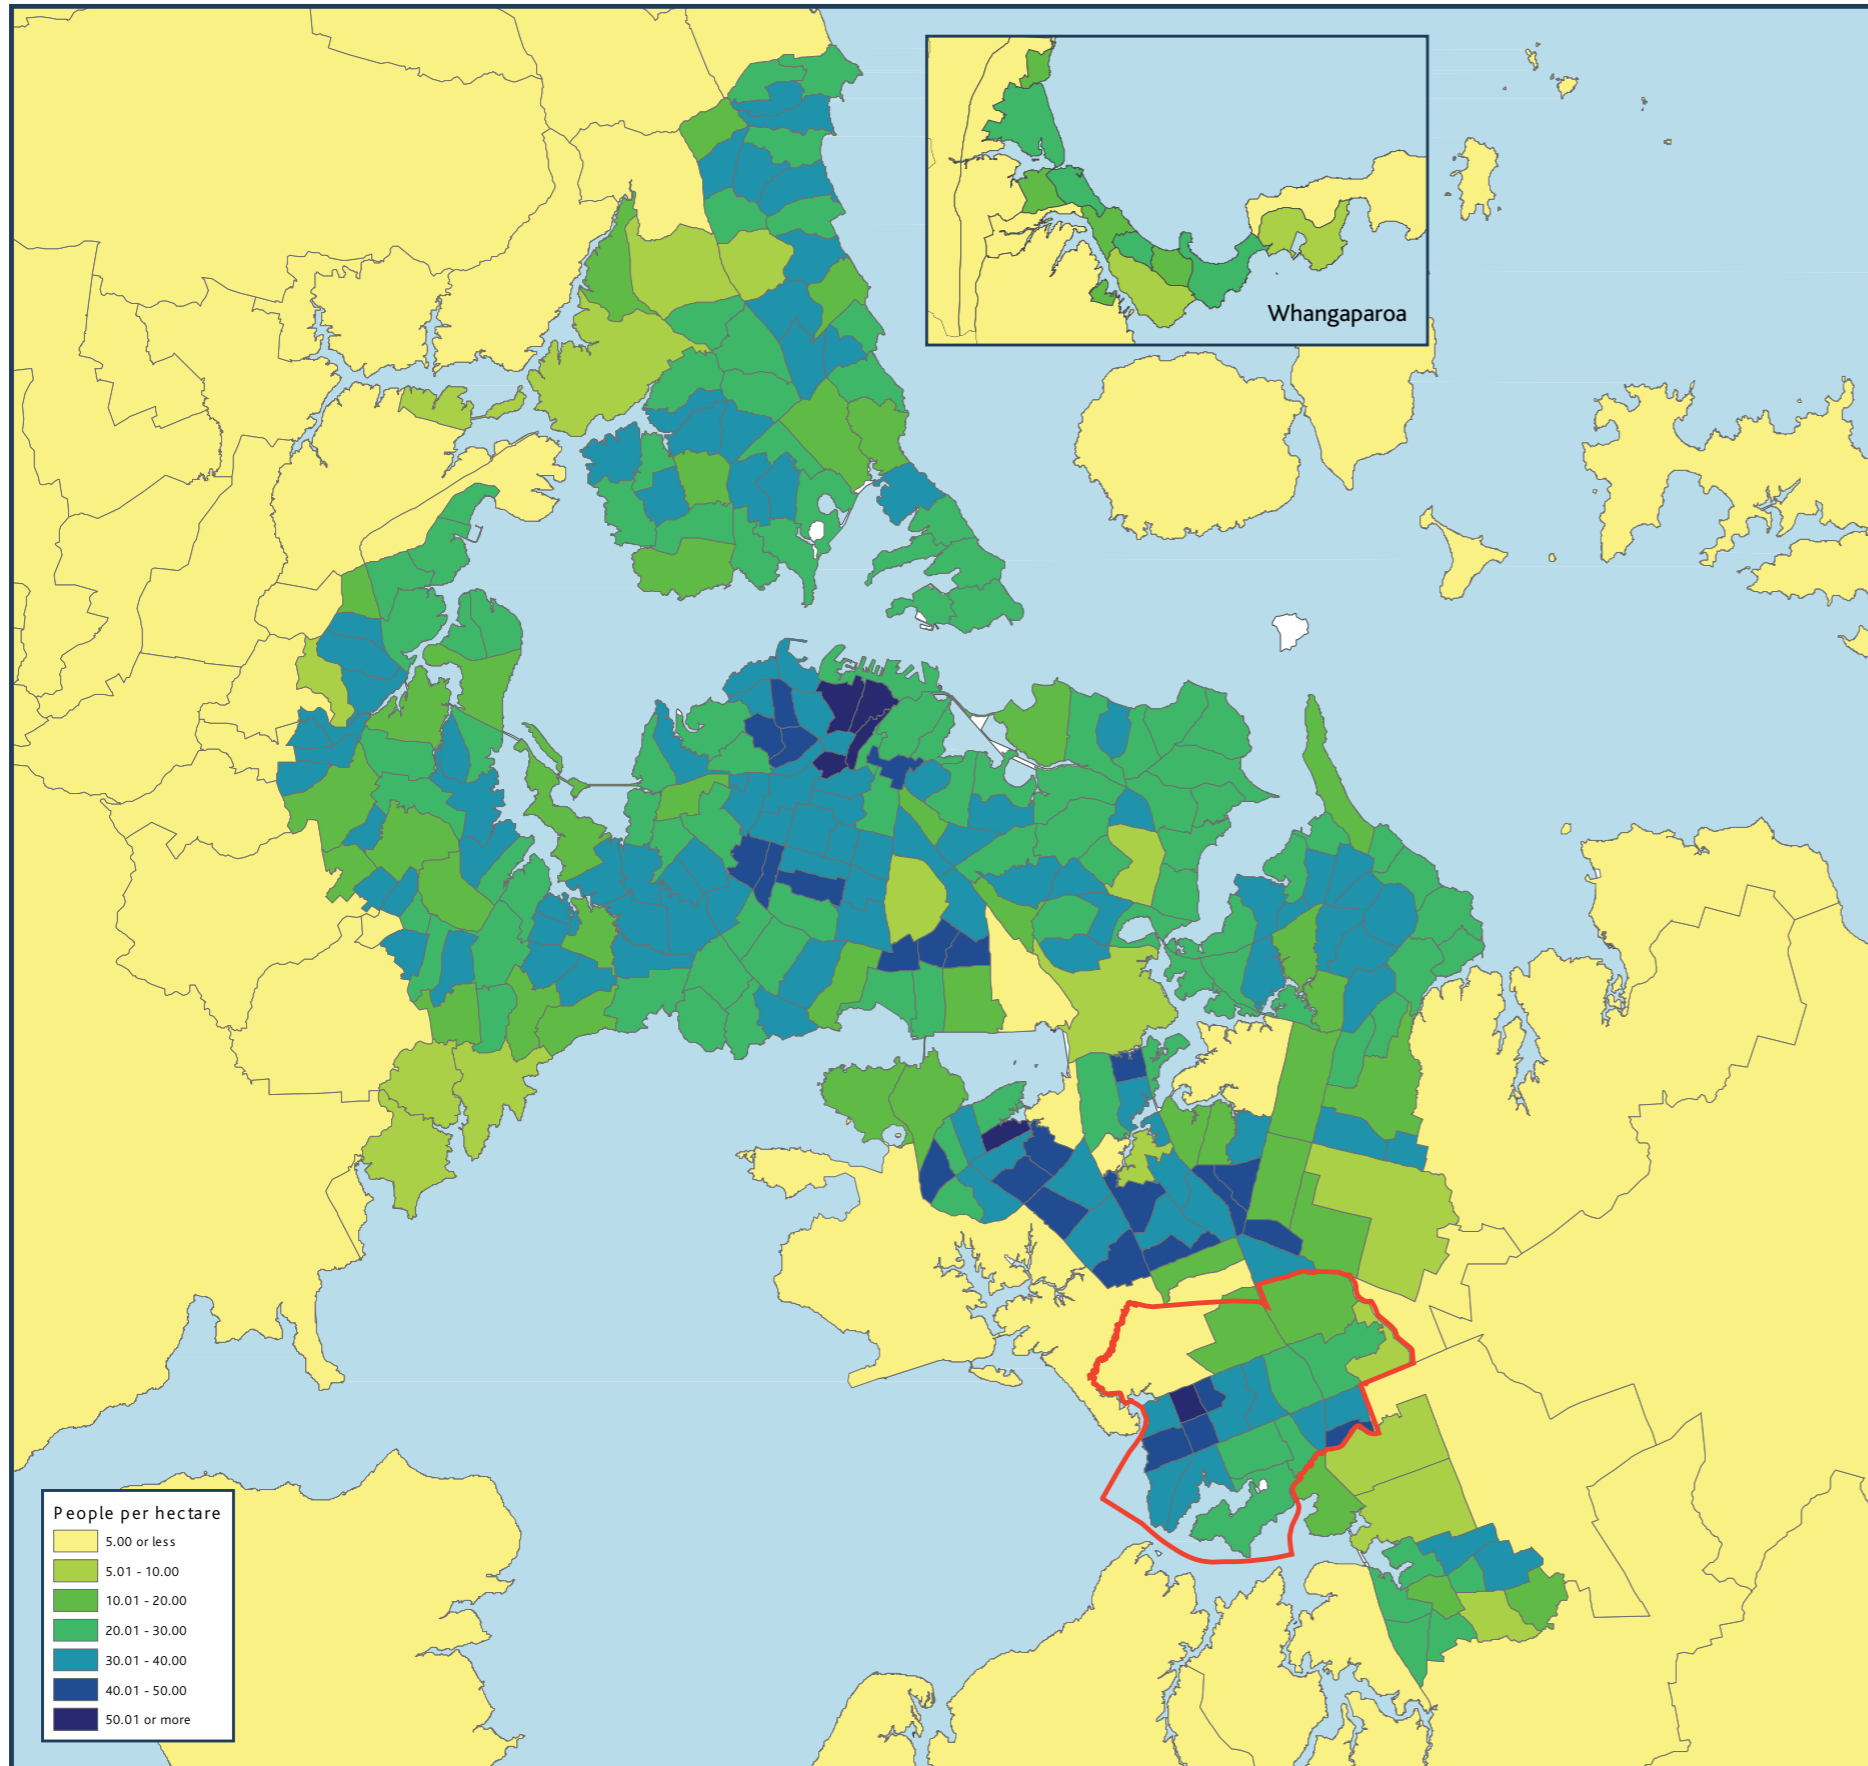 Whangaparoa
People per hectare
5.00 or less
5.01 - 10.00
10.01 - 20.00
20.01 - 30.00
30.01 - 40.00
40.01 - 50.00
50.01 or more